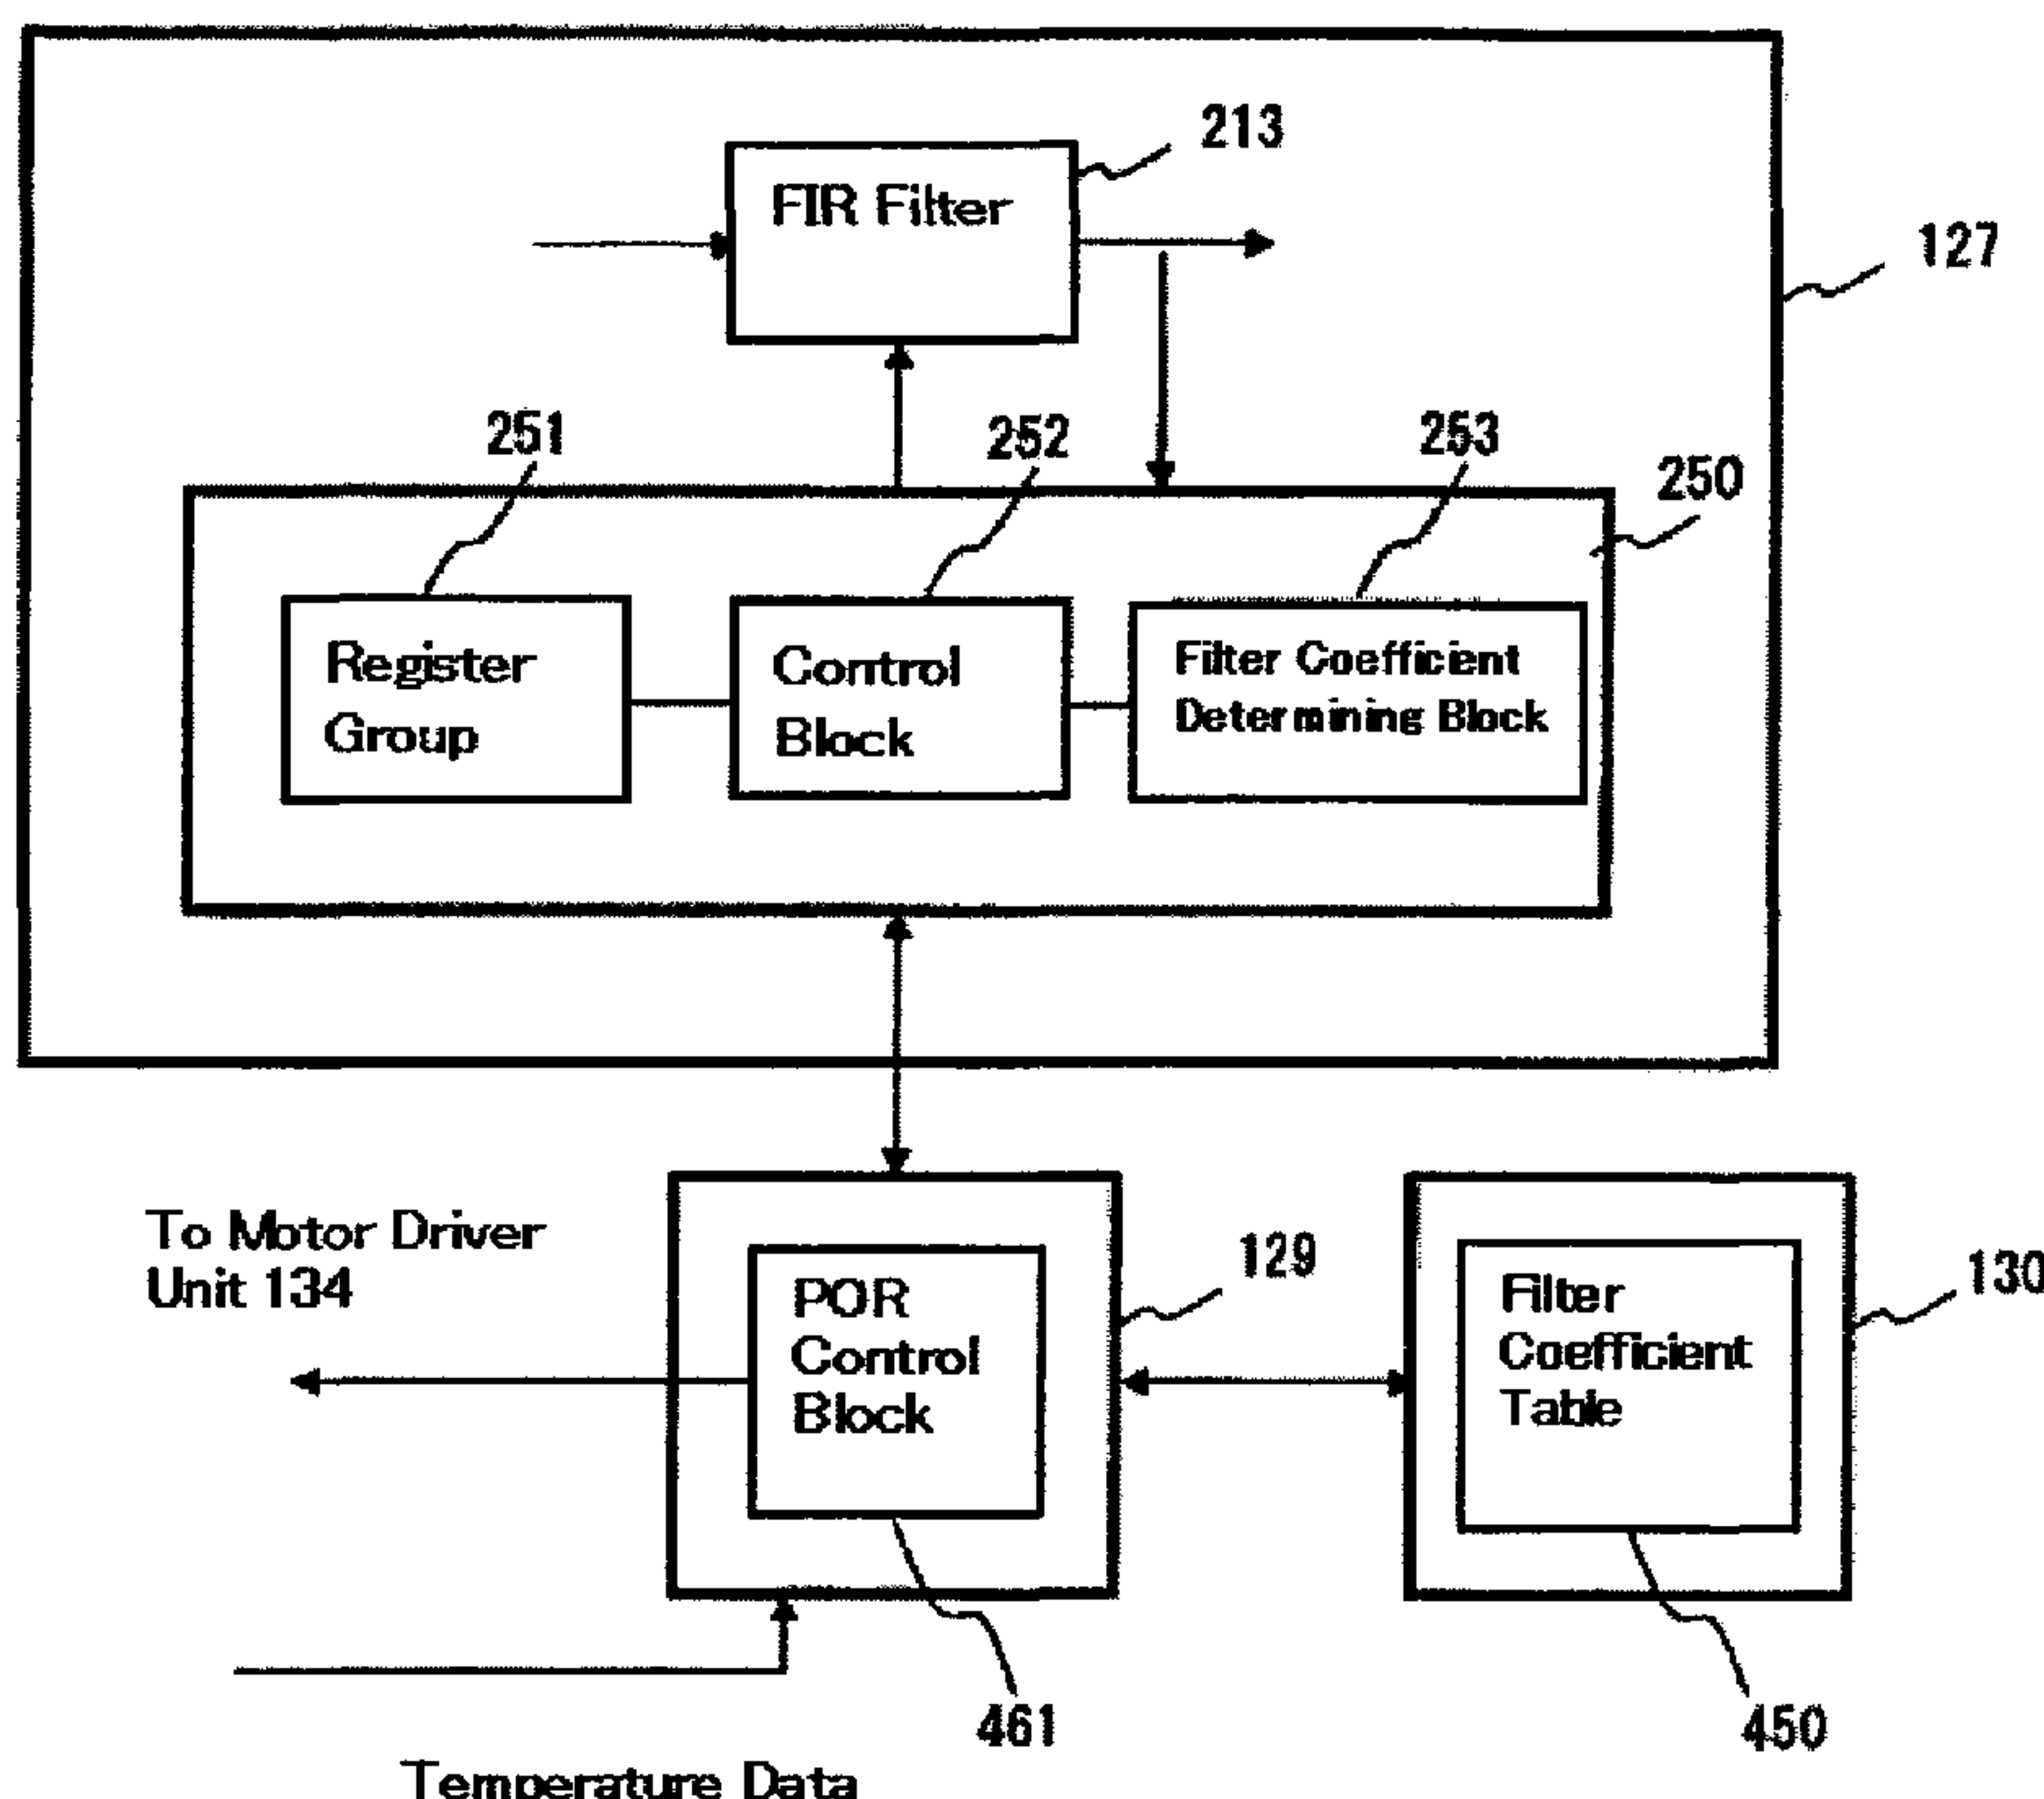 213
FIR Filter
127
251
252
253
250
Register
Group
Control
Block
Filter Coefficient
Determining Block
To Motor Driver
Unit 134
129
130
POR
Control
Block
Filter
Coefficient
Table
461
450
Temperature Data